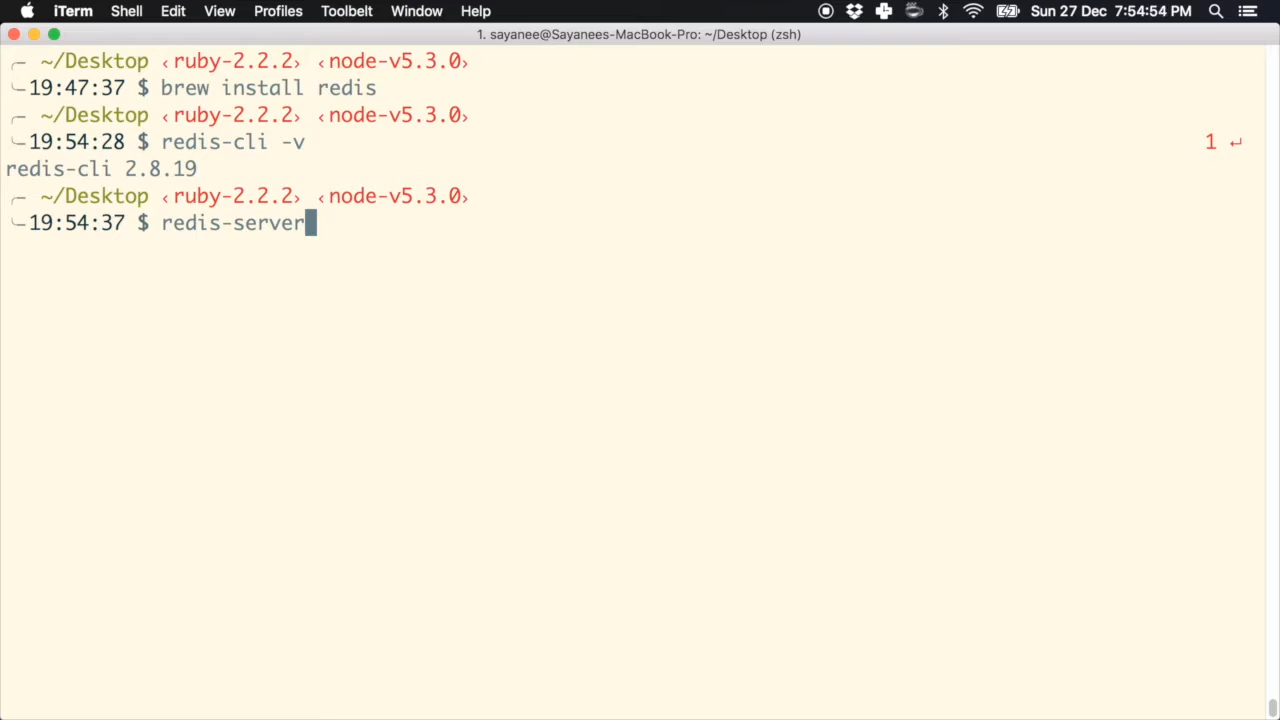 iTerm Shell Edit View Profiles Toolbelt Window Help Sun 27 Dec 7:54:54 PM
1. sayanee@Sayanees-MacBook-Pro: ~/Desktop (zsh)
╭─ ~/Desktop ‹ruby-2.2.2› ‹node-v5.3.0›
╰─19:47:37 $ brew install redis
╭─ ~/Desktop ‹ruby-2.2.2› ‹node-v5.3.0›
╰─19:54:28 $ redis-cli -v 1 ↵
redis-cli 2.8.19
╭─ ~/Desktop ‹ruby-2.2.2› ‹node-v5.3.0›
╰─19:54:37 $ redis-server